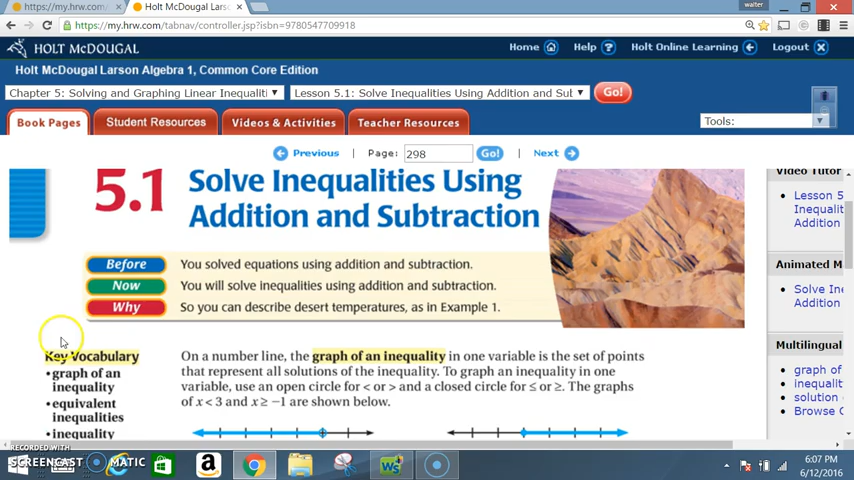 https://my.hrw.com/tabnav/c
Holt McDougal Larso
walter
https://my.hrw.com/tabnav/controller.jsp?isbn=9780547709918
HOLT MCDOUGAL
Home
Help ?
Holt Online Learning
Logout X
Holt McDougal Larson Algebra 1, Common Core Edition
Chapter 5: Solving and Graphing Linear Inequaliti
Lesson 5.1: Solve Inequalities Using Addition and Sub
Go!
Book Pages
Student Resources
Videos & Activities
Teacher Resources
Tools:
Previous | Page: 298 Go! | Next
5.1
Solve Inequalities Using
Addition and Subtraction
Before You solved equations using addition and subtraction.
Now You will solve inequalities using addition and subtraction.
Why So you can describe desert temperatures, as in Example 1.
Key Vocabulary
• graph of an
inequality
• equivalent
inequalities
• inequality
On a number line, the graph of an inequality in one variable is the set of points
that represent all solutions of the inequality. To graph an inequality in one
variable, use an open circle for < or > and a closed circle for ≤ or ≥. The graphs
of x < 3 and x ≥ −1 are shown below.
Video Tutor
• Lesson 5
Inequali
Addition
Animated M
• Solve Ine
Addition
Multilingual
• graph of
• inequalit
• solution
• Browse C
RECORDED WITH
SCREENCAST MATIC
6:07 PM
6/12/2016